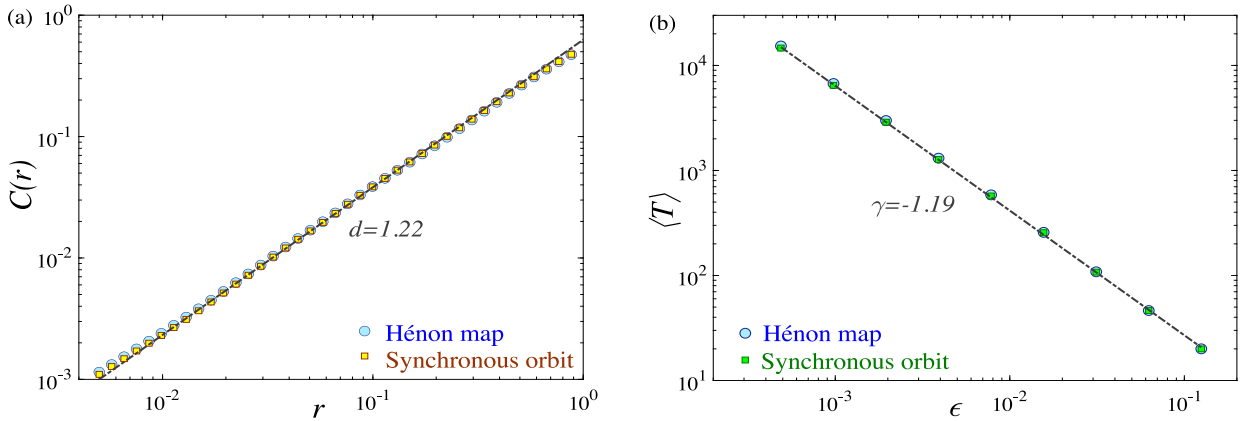 (a)
10^0
10^-1
10^-2
10^-3
C(r)
d=1.22
Hénon map
Synchronous orbit
10^-2
10^-1
10^0
r
(b)
10^4
10^3
10^2
10^1
⟨T⟩
γ=-1.19
Hénon map
Synchronous orbit
10^-3
10^-2
10^-1
ϵ